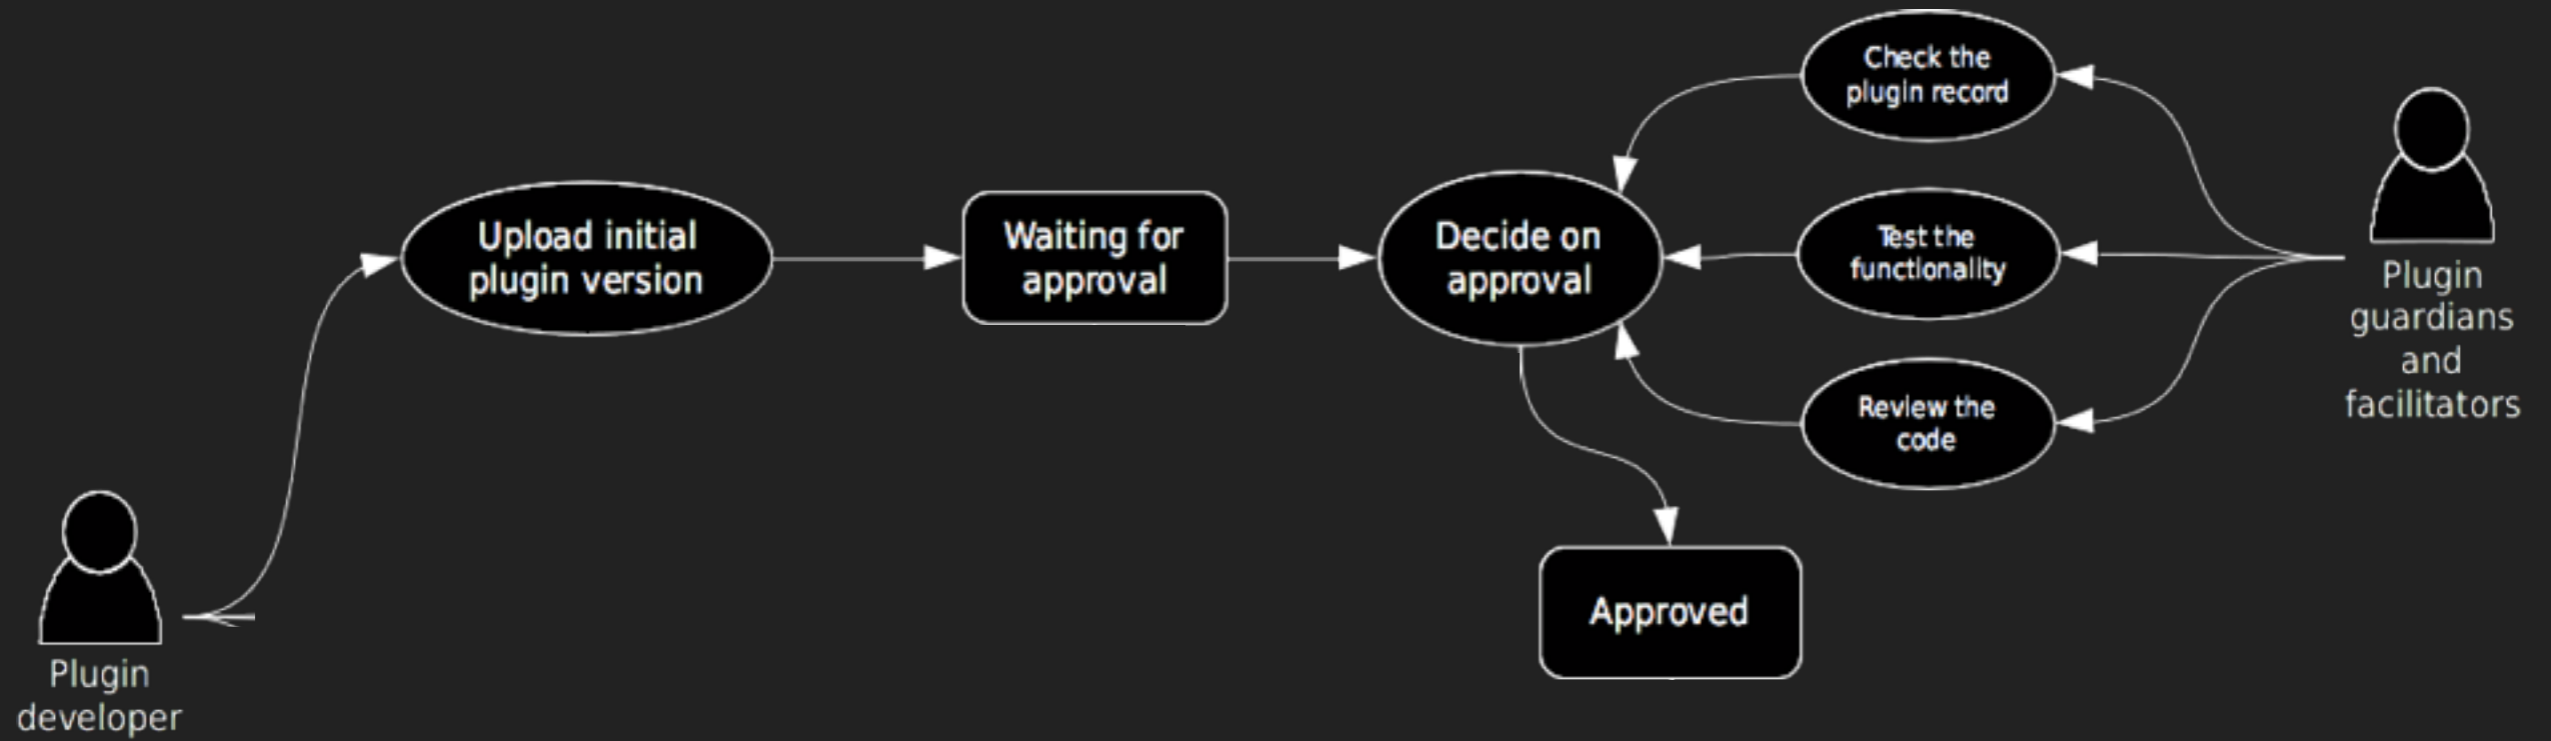 Upload initial
plugin version
Waiting for
approval
Decide on
approval
Check the
plugin record
Test the
functionality
Review the
code
Approved
Plugin
developer
Plugin
guardians
and
facilitators